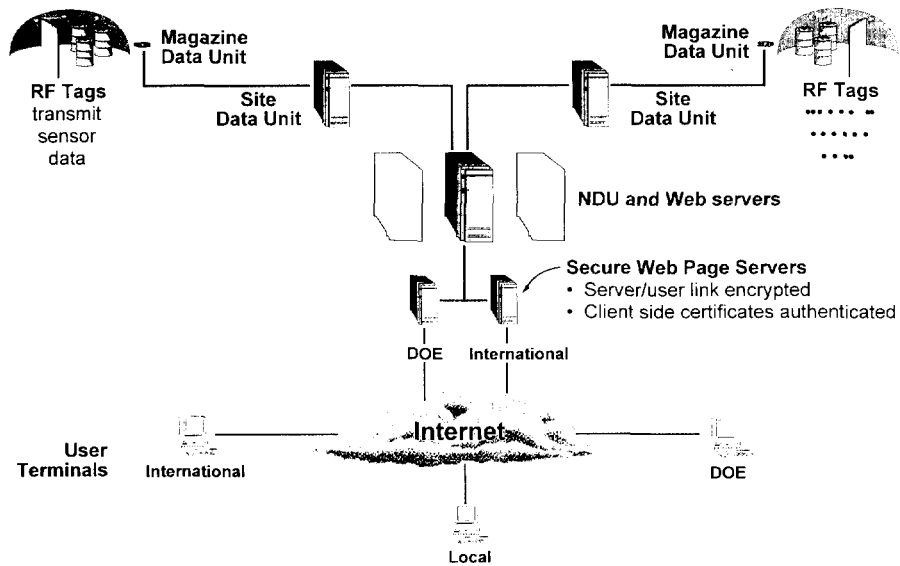 Magazine
Data Unit
RF Tags
transmit
sensor
data
Site
Data Unit
Magazine
Data Unit
RF Tags
Site
Data Unit
NDU and Web servers
Secure Web Page Servers
• Server/user link encrypted
• Client side certificates authenticated
DOE
International
Internet
User
Terminals
International
DOE
Local